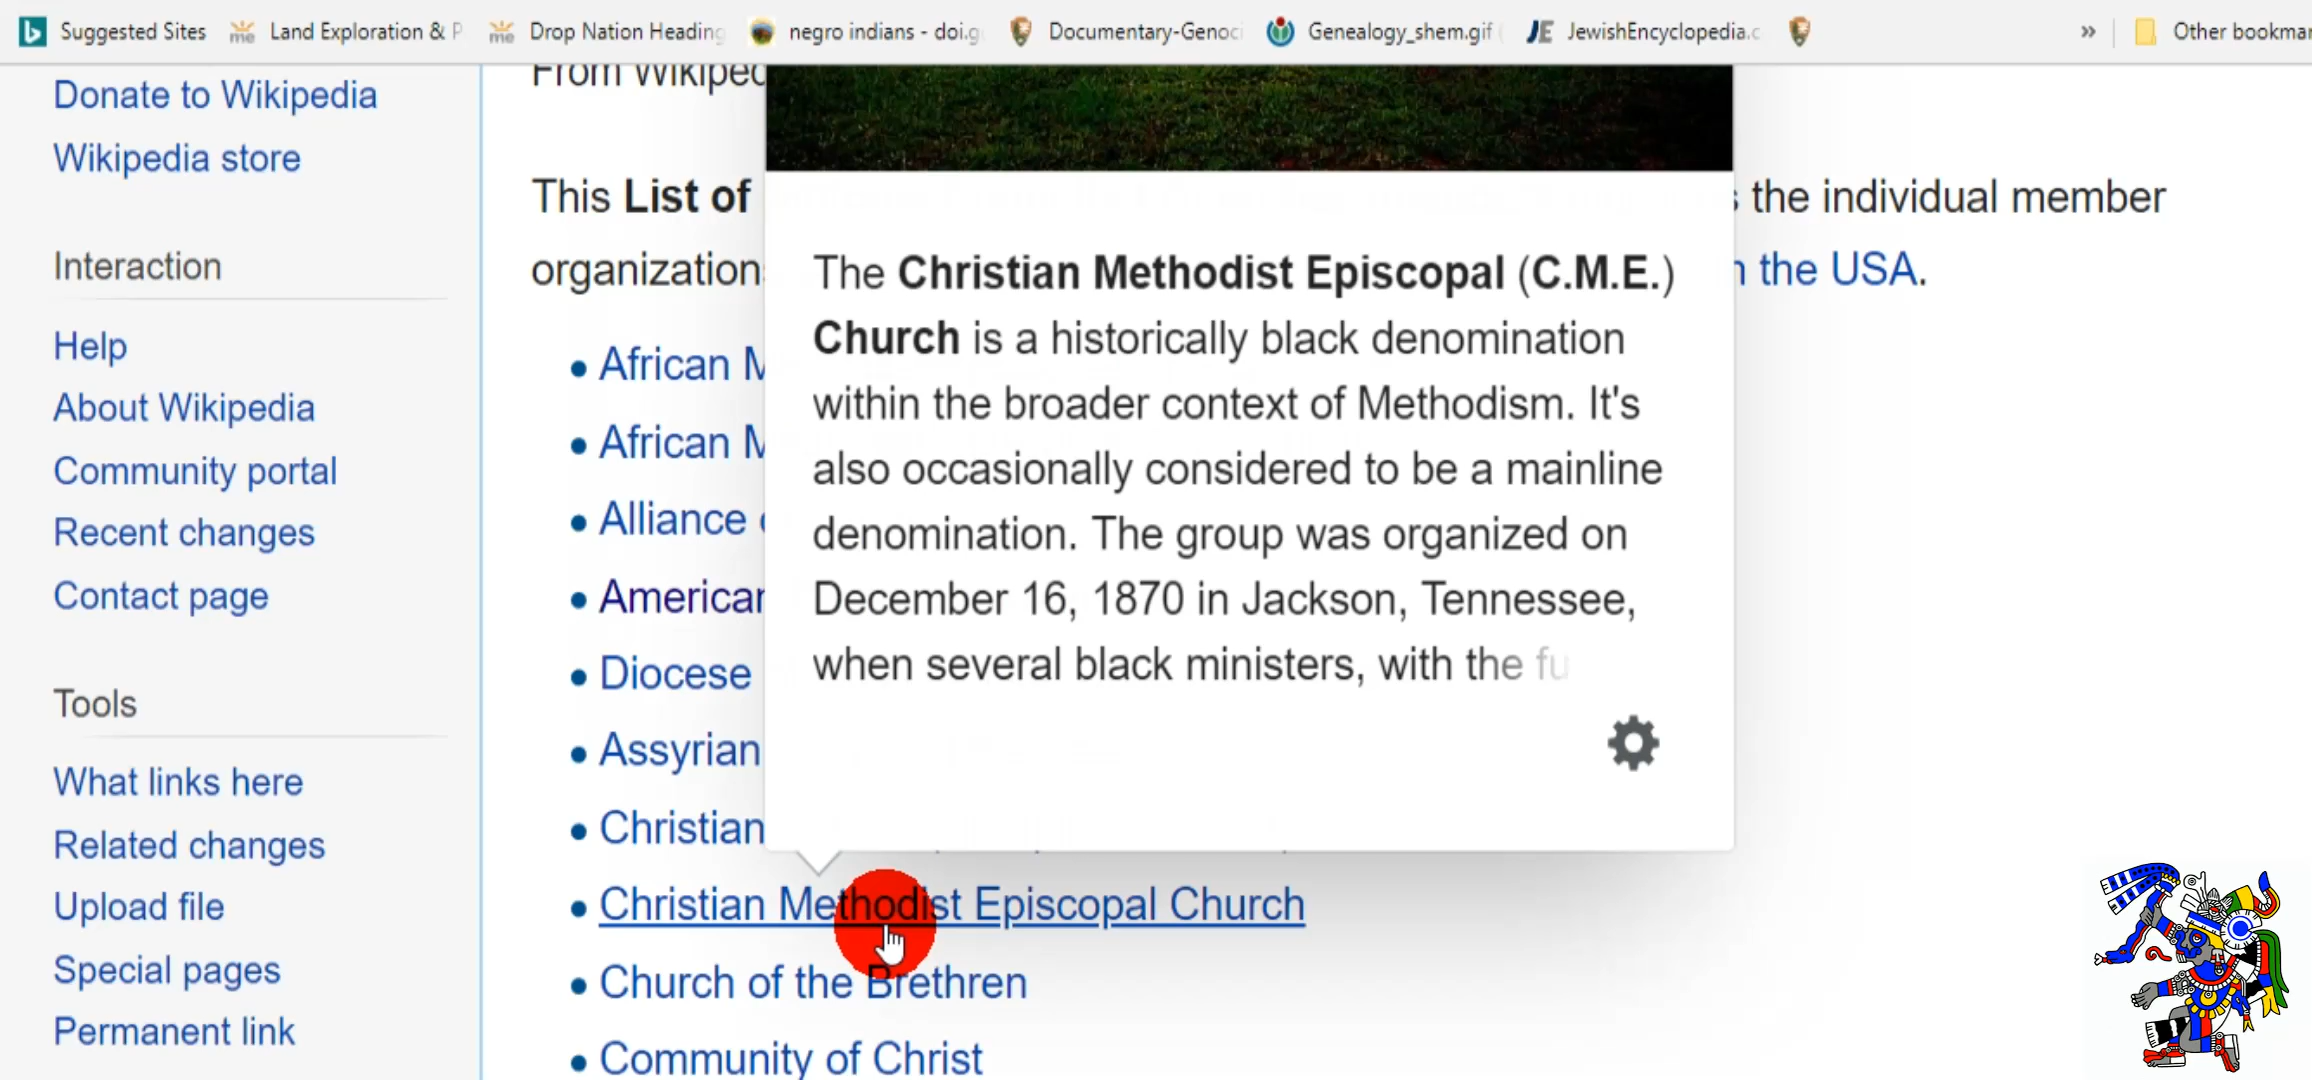 Suggested Sites
Land Exploration & P
Drop Nation Heading
negro indians - doi.g
Documentary-Genoci
Genealogy_shem.gif
JewishEncyclopedia.c
»
Other bookmar
Donate to Wikipedia
Wikipedia store
Interaction
Help
About Wikipedia
Community portal
Recent changes
Contact page
Tools
What links here
Related changes
Upload file
Special pages
Permanent link
From Wikiped
This List of
the individual member
organization
the USA.
The Christian Methodist Episcopal (C.M.E.)
Church is a historically black denomination
within the broader context of Methodism. It's
also occasionally considered to be a mainline
denomination. The group was organized on
December 16, 1870 in Jackson, Tennessee,
when several black ministers, with the fu
African M
African M
Alliance
American
Diocese
Assyrian
Christian
Christian Methodist Episcopal Church
Church of the Brethren
Community of Christ